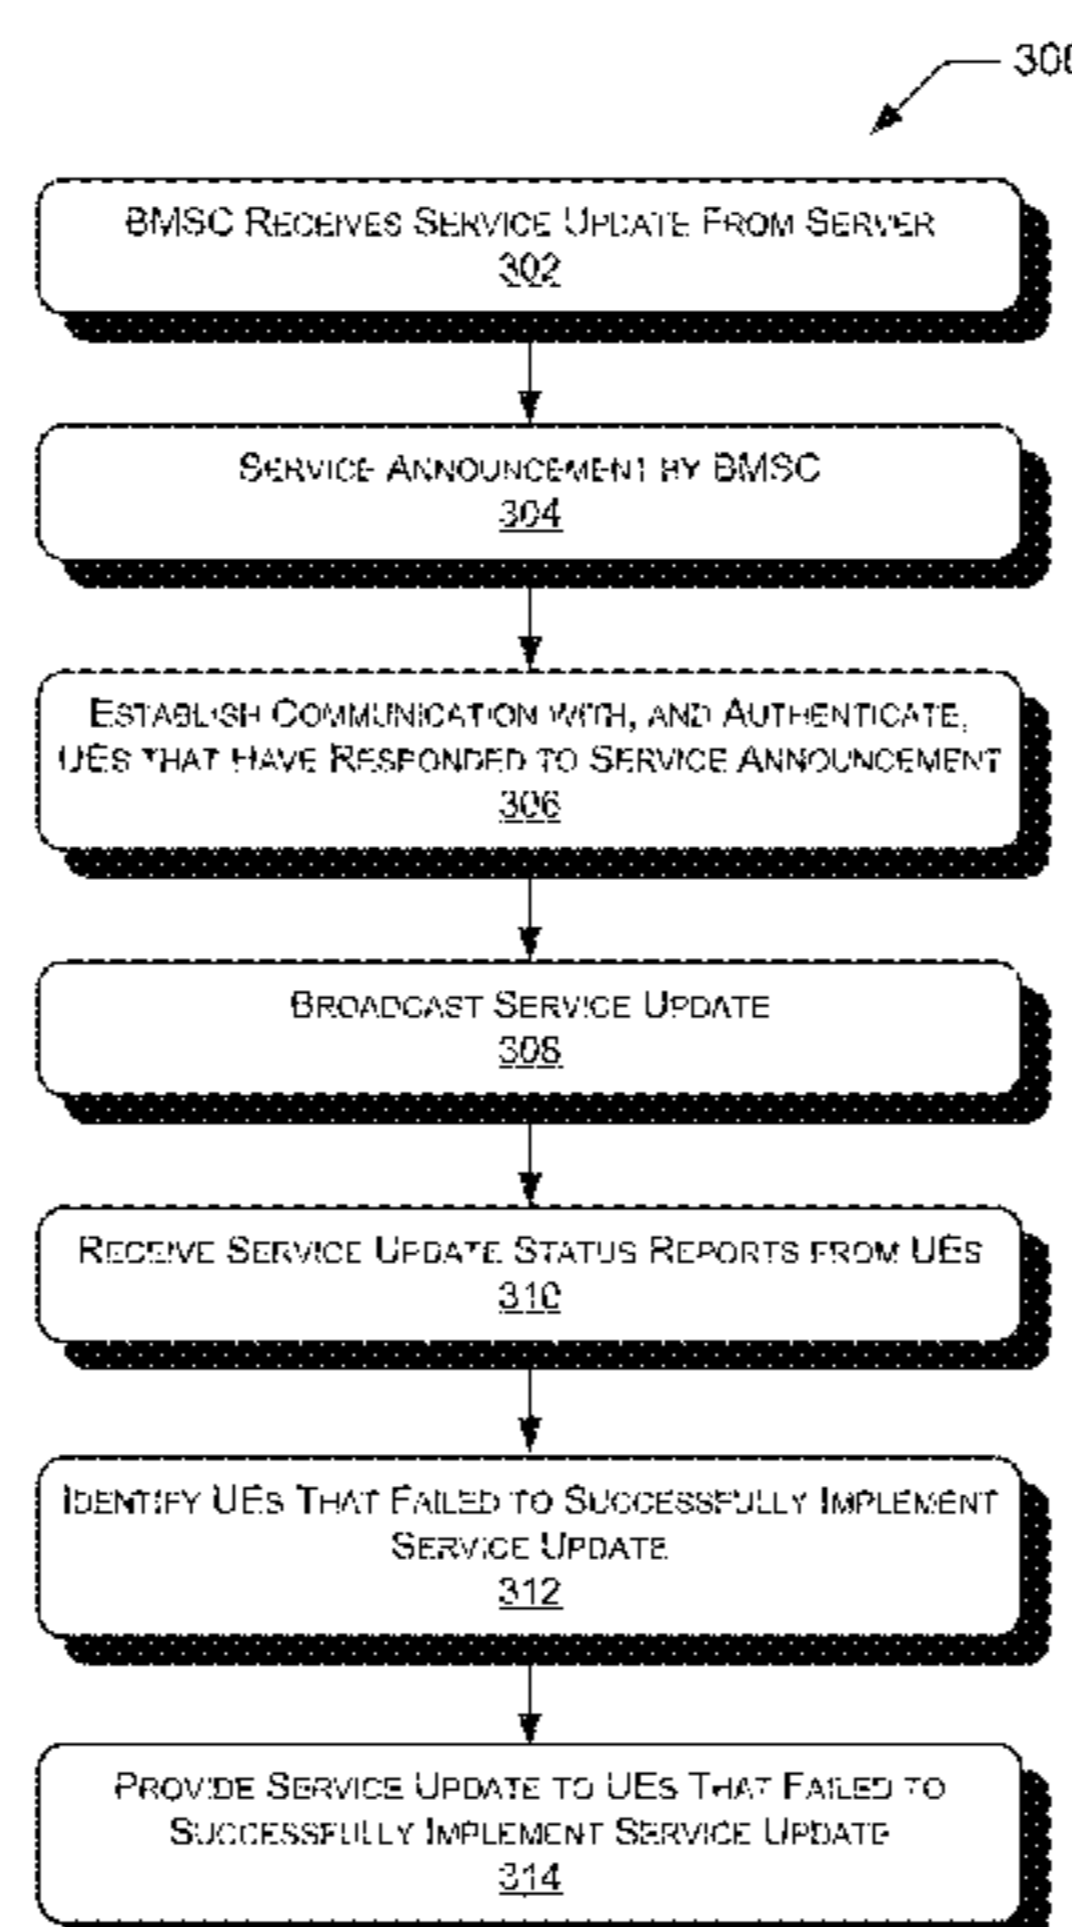 300
BMSC RECEIVES SERVICE UPDATE FROM SERVER
302
SERVICE ANNOUNCEMENT BY BMSC
304
ESTABLISH COMMUNICATION WITH, AND AUTHENTICATE,
UES THAT HAVE RESPONDED TO SERVICE ANNOUNCEMENT
306
BROADCAST SERVICE UPDATE
308
RECEIVE SERVICE UPDATE STATUS REPORTS FROM UES
310
IDENTIFY UES THAT FAILED TO SUCCESSFULLY IMPLEMENT
SERVICE UPDATE
312
PROVIDE SERVICE UPDATE TO UES THAT FAILED TO
SUCCESSFULLY IMPLEMENT SERVICE UPDATE
314